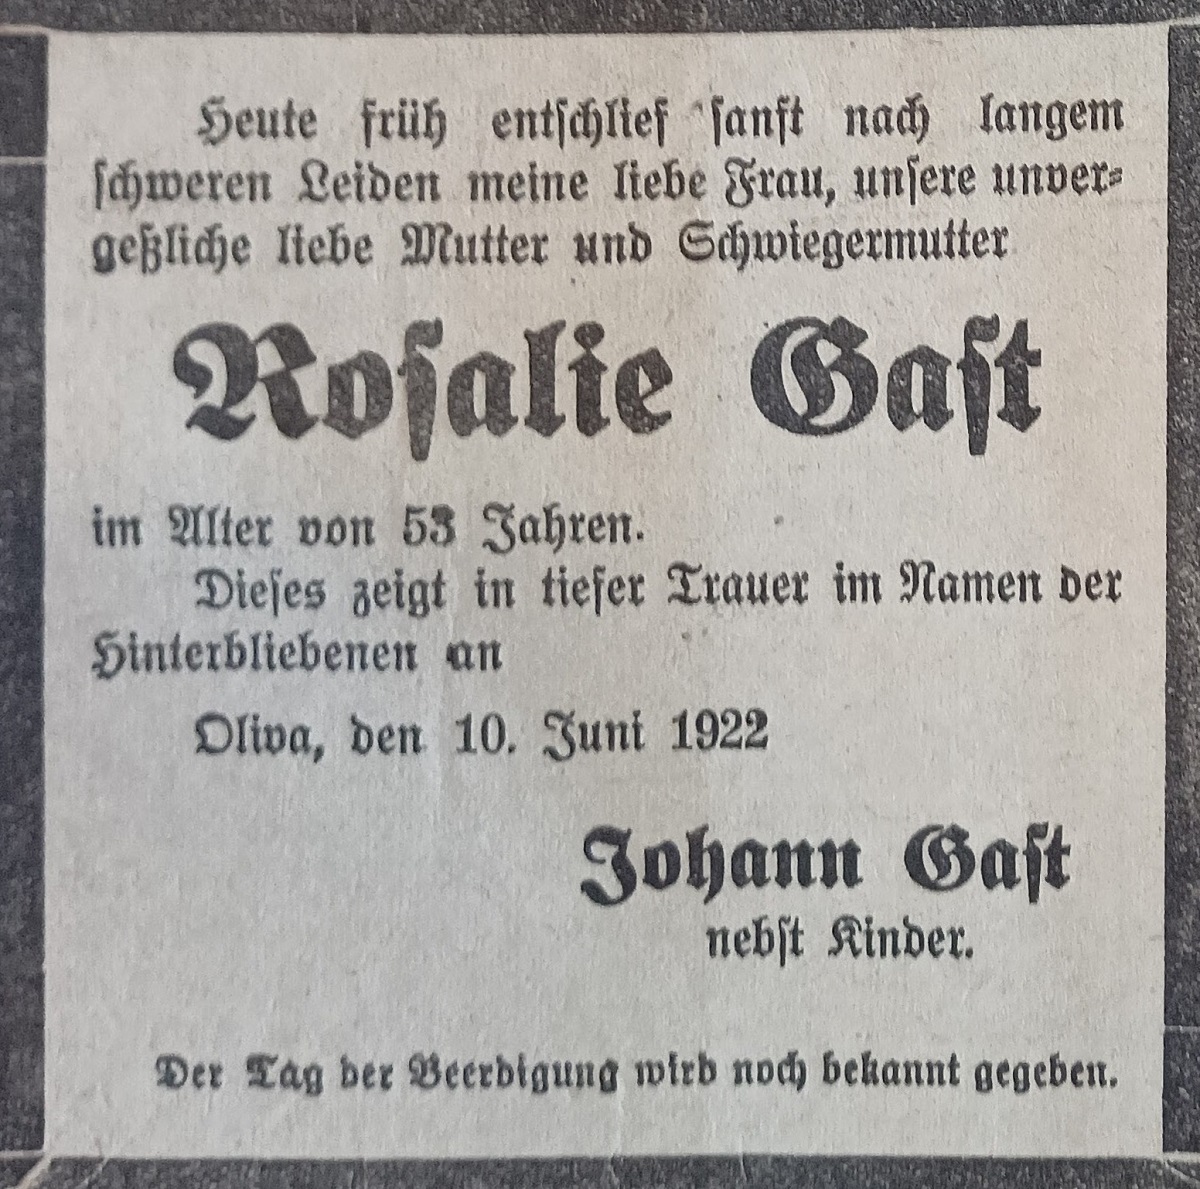 Heute früh entschlief sanft nach langem
schweren Leiden meine liebe Frau, unsere unver=
geßliche liebe Mutter und Schwiegermutter
Rosalie Gast
im Alter von 53 Jahren.
Dieses zeigt in tiefer Trauer im Namen der
Hinterbliebenen an
Oliva, den 10. Juni 1922
Johann Gast
nebst Kinder.
Der Tag der Beerdigung wird noch bekannt gegeben.